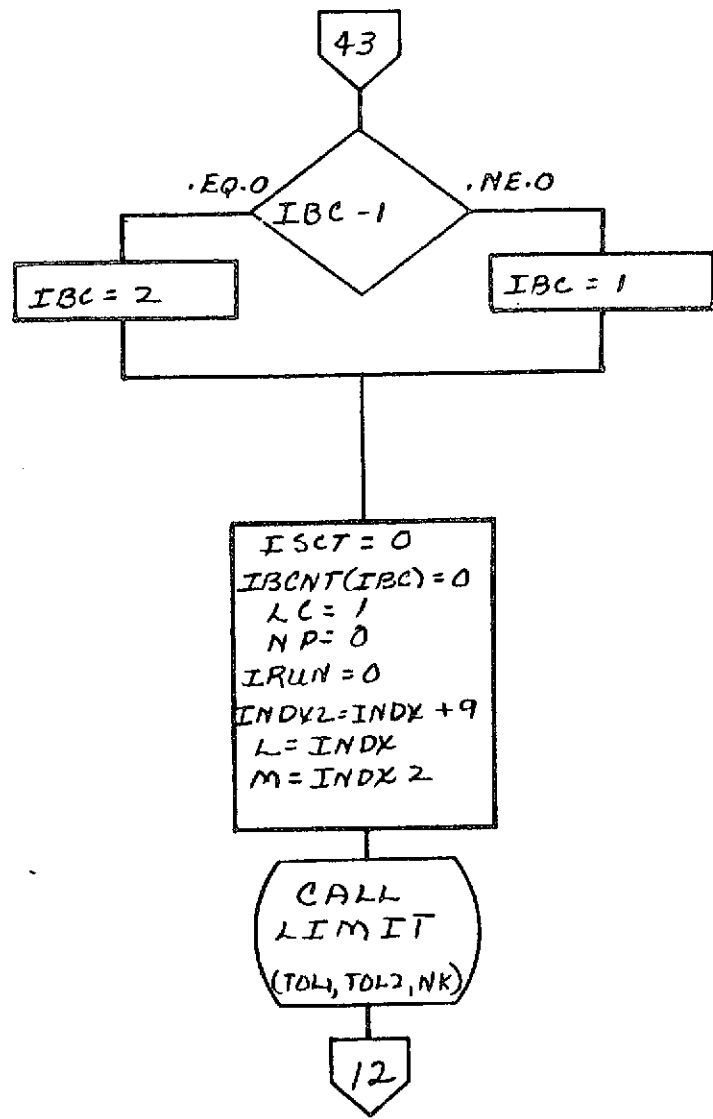 43
.EQ.0
.NE.0
IBC-1
IBC = 2
IBC = 1
ISCT = 0
IBCNT(IBC)=0
LC = 1
NP= 0
IRUN = 0
INDX2=INDX +9
L= INDX
M= INDX 2
CALL
LIMIT
(TOL1, TOL2, NK)
12